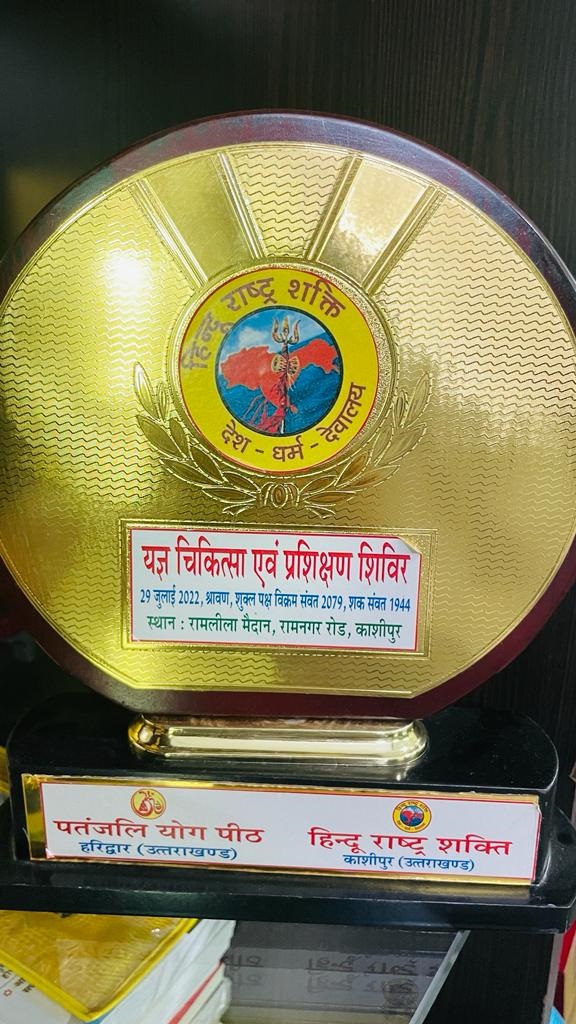 हिन्दू राष्ट्र शक्ति
देश - धर्म - देवालय
यज्ञ चिकित्सा एवं प्रशिक्षण शिविर
29 जुलाई 2022, श्रावण, शुक्ल पक्ष विक्रम संवत 2079, शक संवत 1944
स्थान : रामलीला मैदान, रामनगर रोड, काशीपुर
पतंजलि योग पीठ
हरिद्वार (उत्तराखण्ड)
हिन्दू राष्ट्र शक्ति
काशीपुर (उत्तराखण्ड)